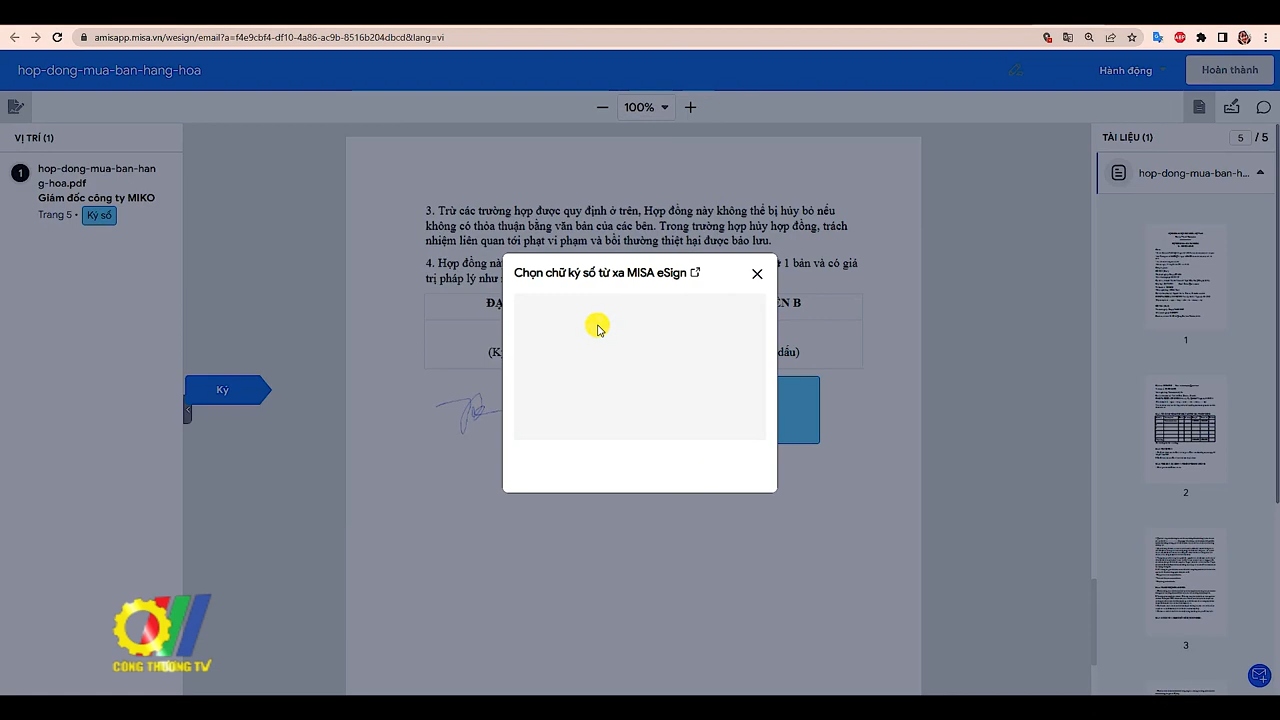 amisapp.misa.vn/wesign/email?a=f4e9cbf4-df10-4a86-ac9b-8516b204dbcd&lang=vi
hop-dong-mua-ban-hang-hoa
Hành động
Hoàn thành
100%
VỊ TRÍ (1)
1
hop-dong-mua-ban-han
g-hoa.pdf
Giám đốc công ty MIKO
Trang 5 • Ký số
Ký
3. Trừ các trường hợp được quy định ở trên, Hợp đồng này không thể bị hủy bỏ nếu
không có thỏa thuận bằng văn bản của các bên. Trong trường hợp hủy hợp đồng, trách
nhiệm liên quan tới phạt vi phạm và bồi thường thiệt hại được bảo lưu.
4. Hợp đồng
1 bản và có giá
trị pháp lý như
B
dấu)
Chọn chữ ký số từ xa MISA eSign
TÀI LIỆU (1)
5 / 5
hop-dong-mua-ban-h...
1
2
3
CÔNG THƯƠNG TV